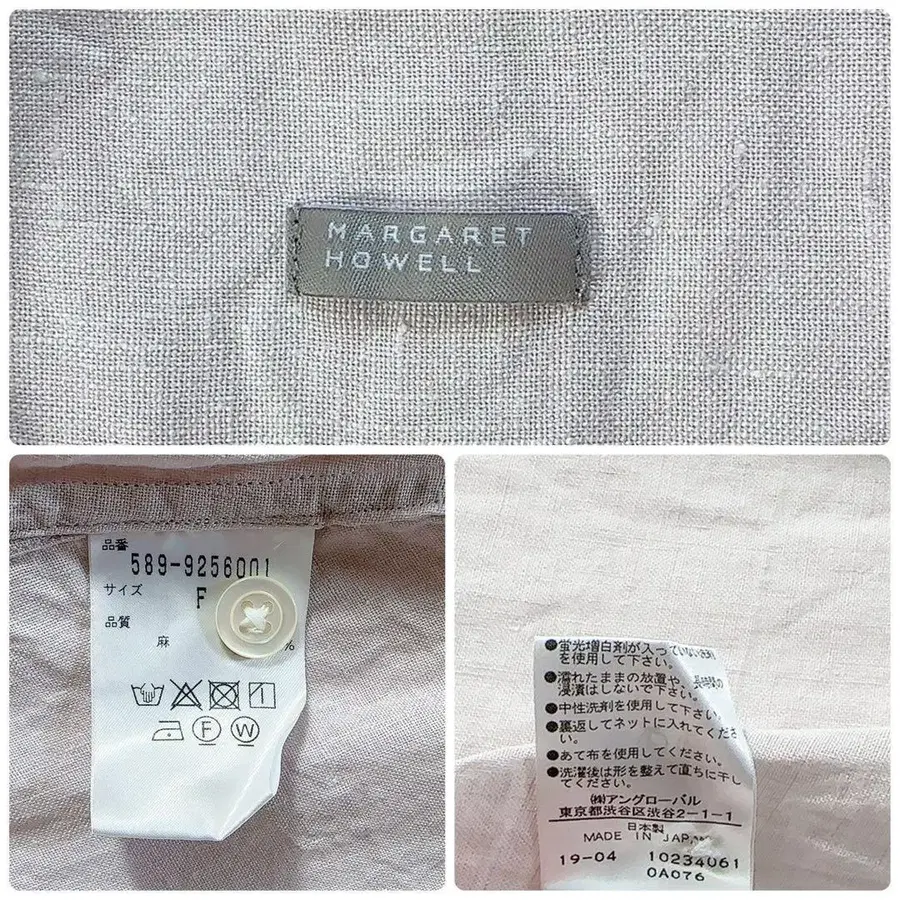 MARGARET
HOWELL
品番
589-9256001
サイズ
F
品質
麻
%
F W
●蛍光増白剤が入っていない洗剤
を使用して下さい。
●濡れたままの放置や、長時間の
浸漬はしないで下さい。
●中性洗剤を使用して下さい。
●裏返してネットに入れてくださ
い。
●あて布を使用してください。
●洗濯後は形を整えて直ちに干し
てください。
㈱アングローバル
東京都渋谷区渋谷2-1-1
日本製
MADE IN JAPAN
19-04 10234061
0A076